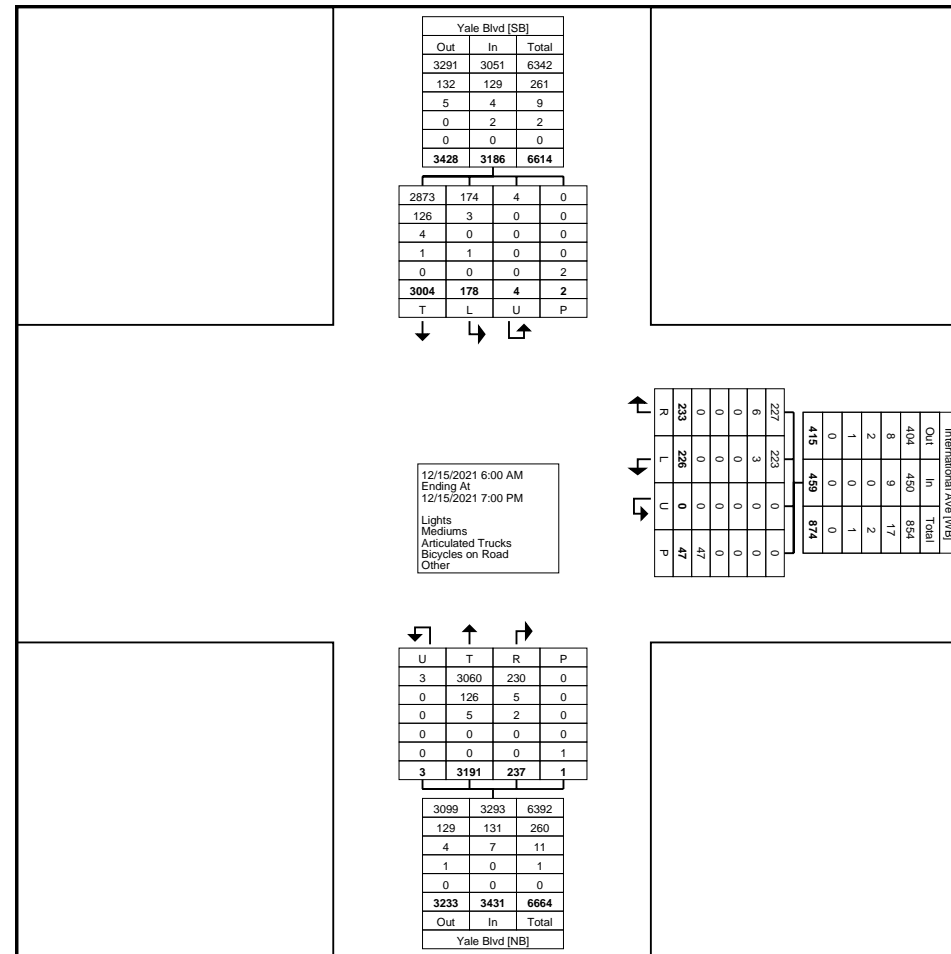 Yale Blvd [SB]
Out In Total
3291 3051 6342
132 129 261
5 4 9
0 2 2
0 0 0
3428 3186 6614
2873 174 4 0
126 3 0 0
4 0 0 0
1 1 0 0
0 0 0 2
3004 178 4 2
T L U P
International Ave [WB]
Out In Total
404 450 854
8 9 17
2 0 2
1 0 1
0 0 0
415 459 874
227 223 0 0
6 3 0 0
0 0 0 0
0 0 0 0
0 0 0 47
233 226 0 47
R L U P
12/15/2021 6:00 AM
Ending At
12/15/2021 7:00 PM
Lights
Mediums
Articulated Trucks
Bicycles on Road
Other
U T R P
3 3060 230 0
0 126 5 0
0 5 2 0
0 0 0 0
0 0 0 1
3 3191 237 1
3099 3293 6392
129 131 260
4 7 11
1 0 1
0 0 0
3233 3431 6664
Out In Total
Yale Blvd [NB]